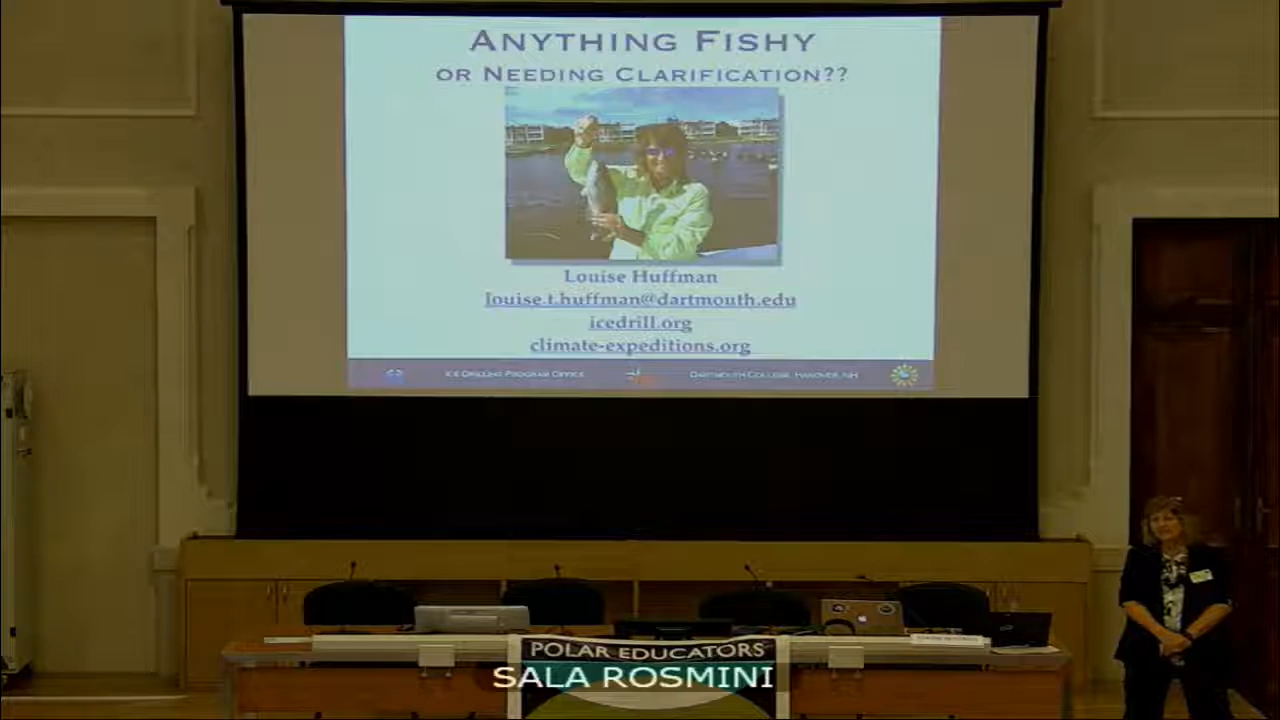 ANYTHING FISHY
OR NEEDING CLARIFICATION??
Louise Huffman
louise.t.huffman@dartmouth.edu
icedrill.org
climate-expeditions.org
ICE DRILLING PROGRAM OFFICE
DARTMOUTH COLLEGE, HANOVER, NH
POLAR EDUCATORS
SALA ROSMINI